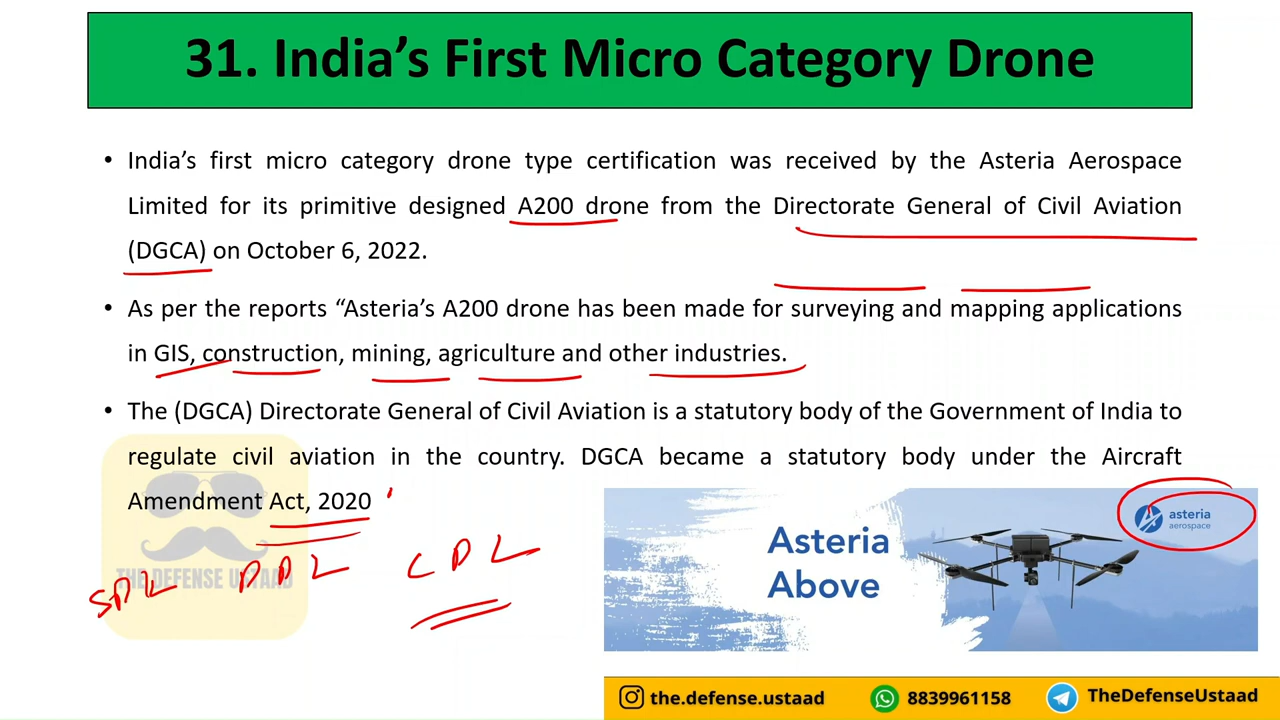 31. India's First Micro Category Drone
• India's first micro category drone type certification was received by the Asteria Aerospace
Limited for its primitive designed A200 drone from the Directorate General of Civil Aviation
(DGCA) on October 6, 2022.
• As per the reports “Asteria's A200 drone has been made for surveying and mapping applications
in GIS, construction, mining, agriculture and other industries.
• The (DGCA) Directorate General of Civil Aviation is a statutory body of the Government of India to
regulate civil aviation in the country. DGCA became a statutory body under the Aircraft
Amendment Act, 2020
asteria
aerospace
Asteria
Above
THE DEFENSE USTAAD
CDL
the.defense.ustaad
8839961158
TheDefenseUstaad